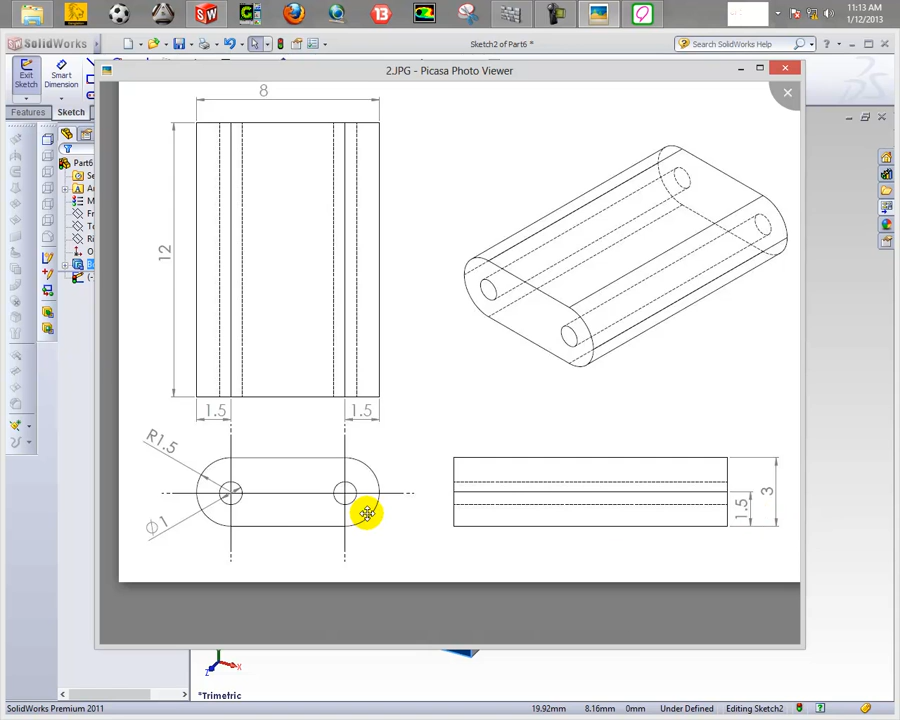 11:13 AM
1/12/2013
SolidWorks
Sketch2 of Part6 *
Search SolidWorks Help
Exit
Sketch
Smart
Dimension
Features
Sketch
2.JPG - Picasa Photo Viewer
Part6
8
12
1.5
1.5
R1.5
Ø1
1.5
3
*Trimetric
SolidWorks Premium 2011
19.92mm
8.16mm
0mm
Under Defined
Editing Sketch2